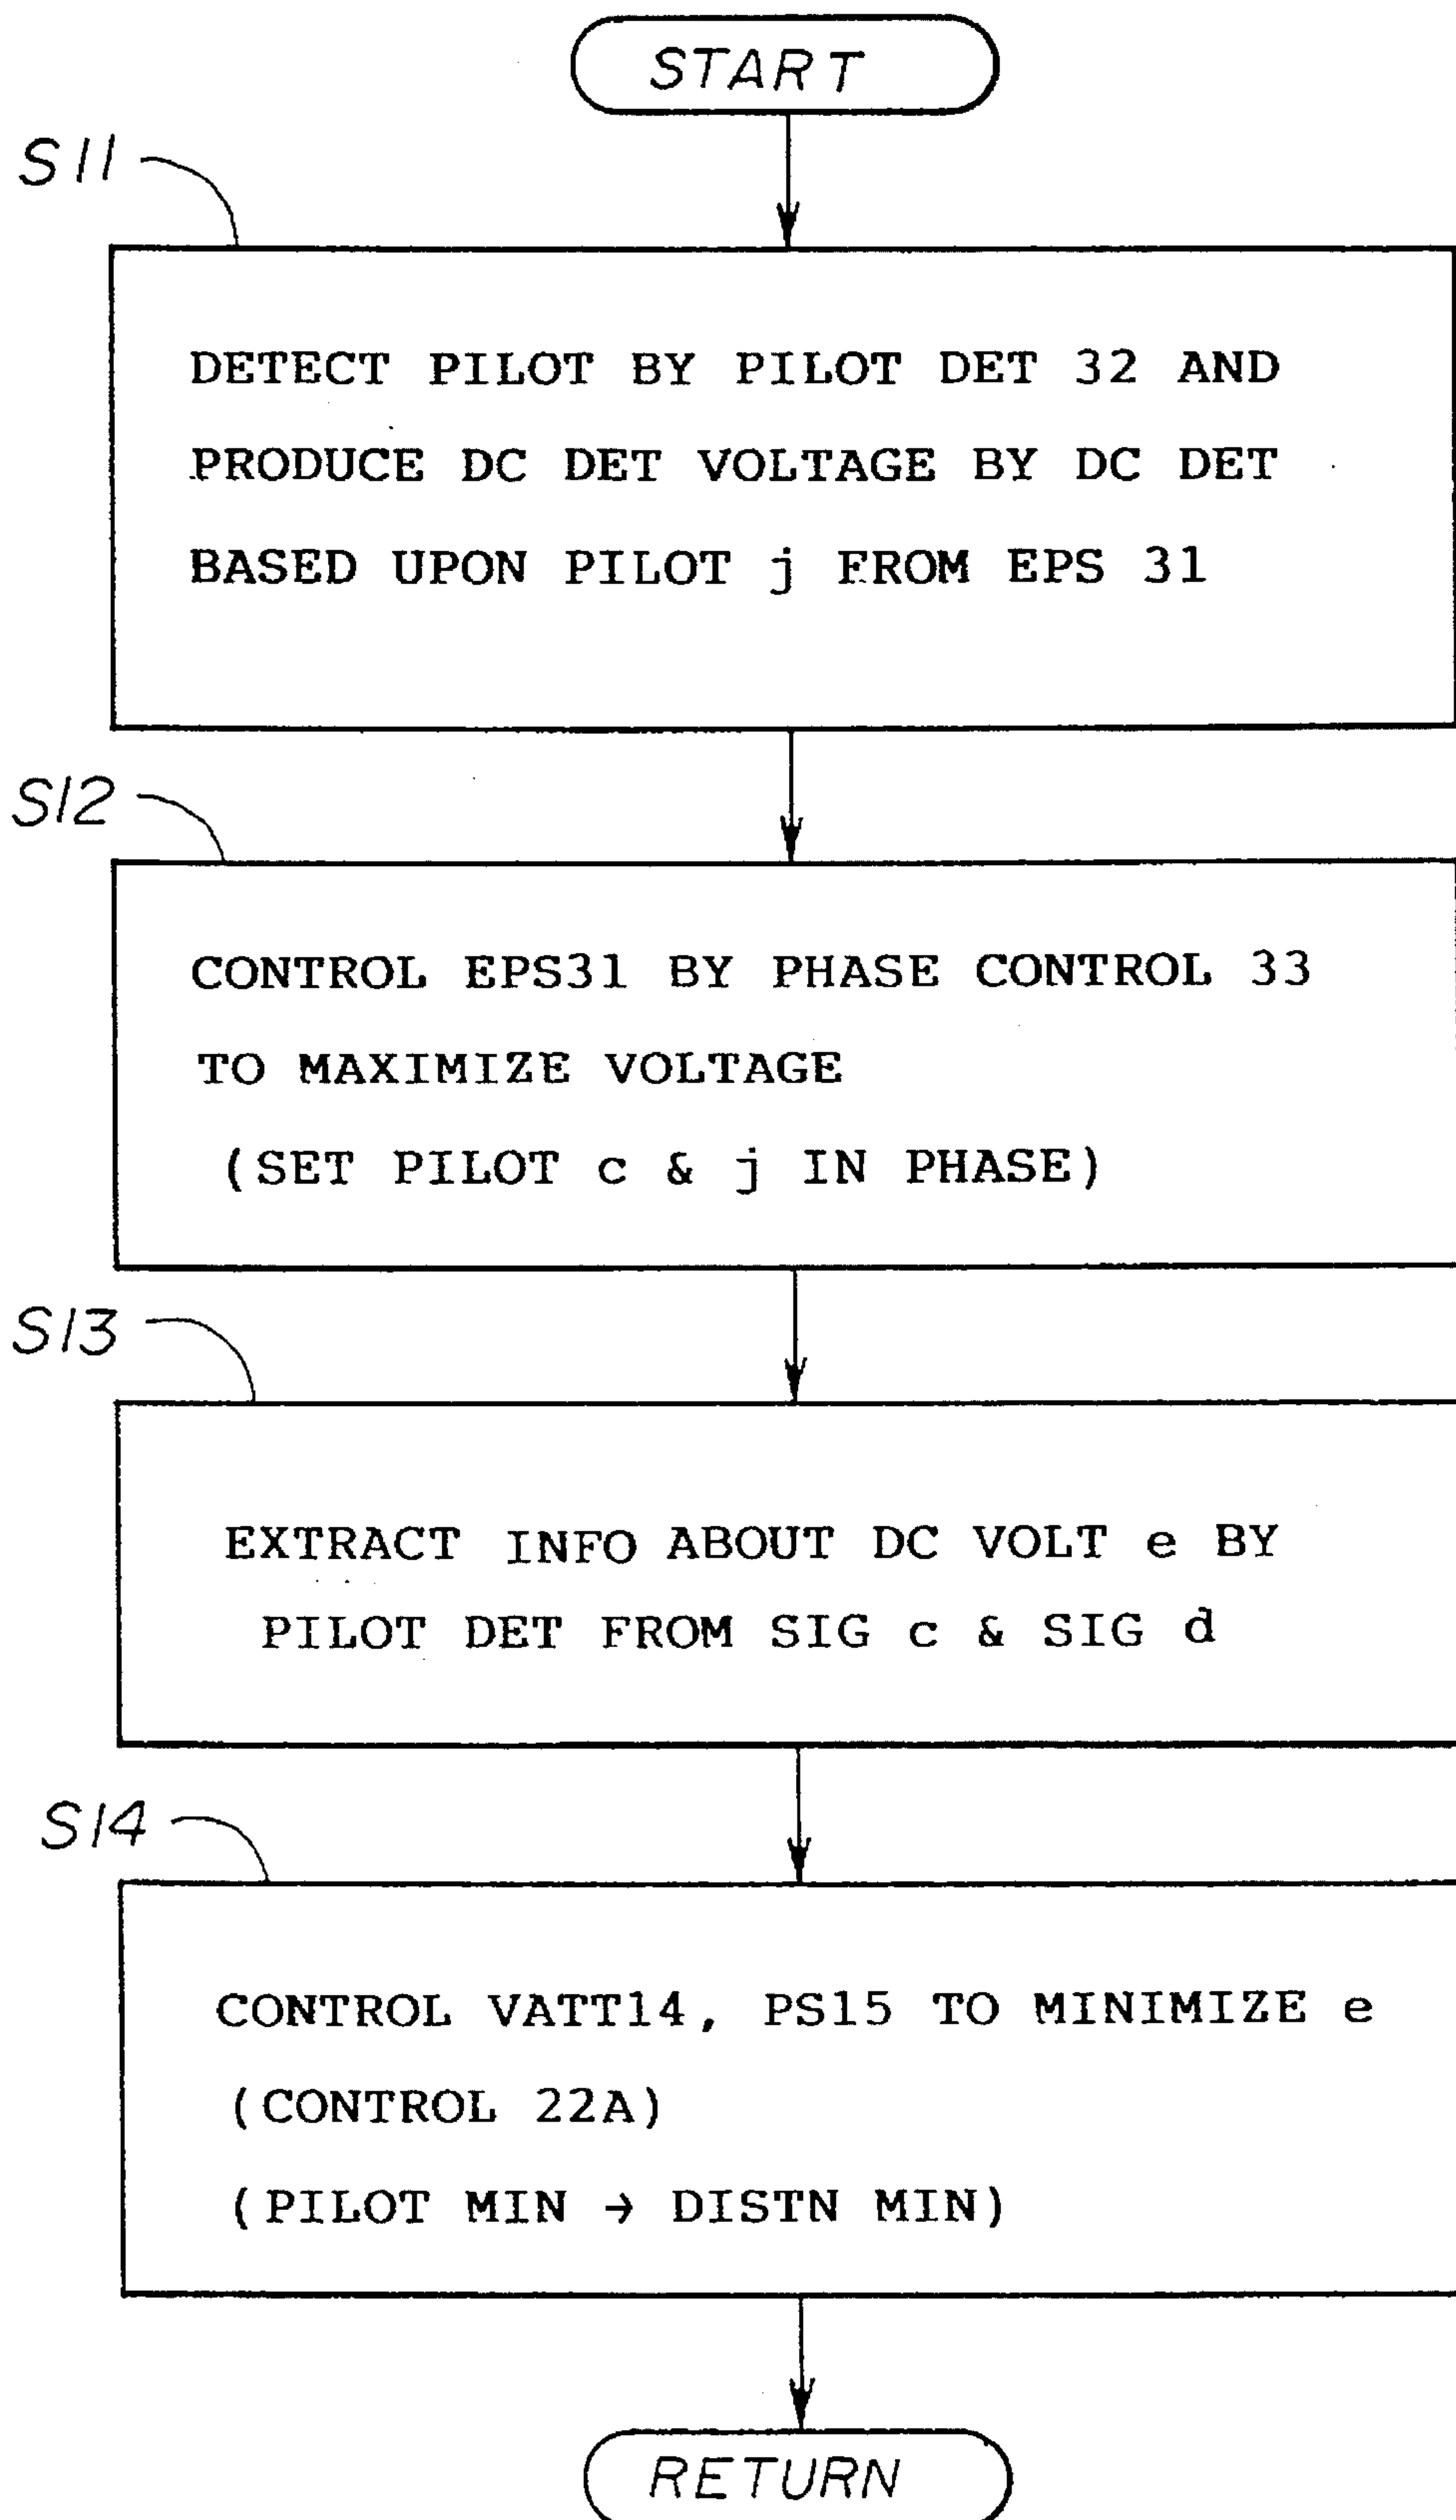 START
S11
DETECT PILOT BY PILOT DET 32 AND
PRODUCE DC DET VOLTAGE BY DC DET
BASED UPON PILOT j FROM EPS 31
S12
CONTROL EPS31 BY PHASE CONTROL 33
TO MAXIMIZE VOLTAGE
(SET PILOT c & j IN PHASE)
S13
EXTRACT INFO ABOUT DC VOLT e BY
PILOT DET FROM SIG c & SIG d
S14
CONTROL VATT14, PS15 TO MINIMIZE e
(CONTROL 22A)
(PILOT MIN → DISTN MIN)
RETURN